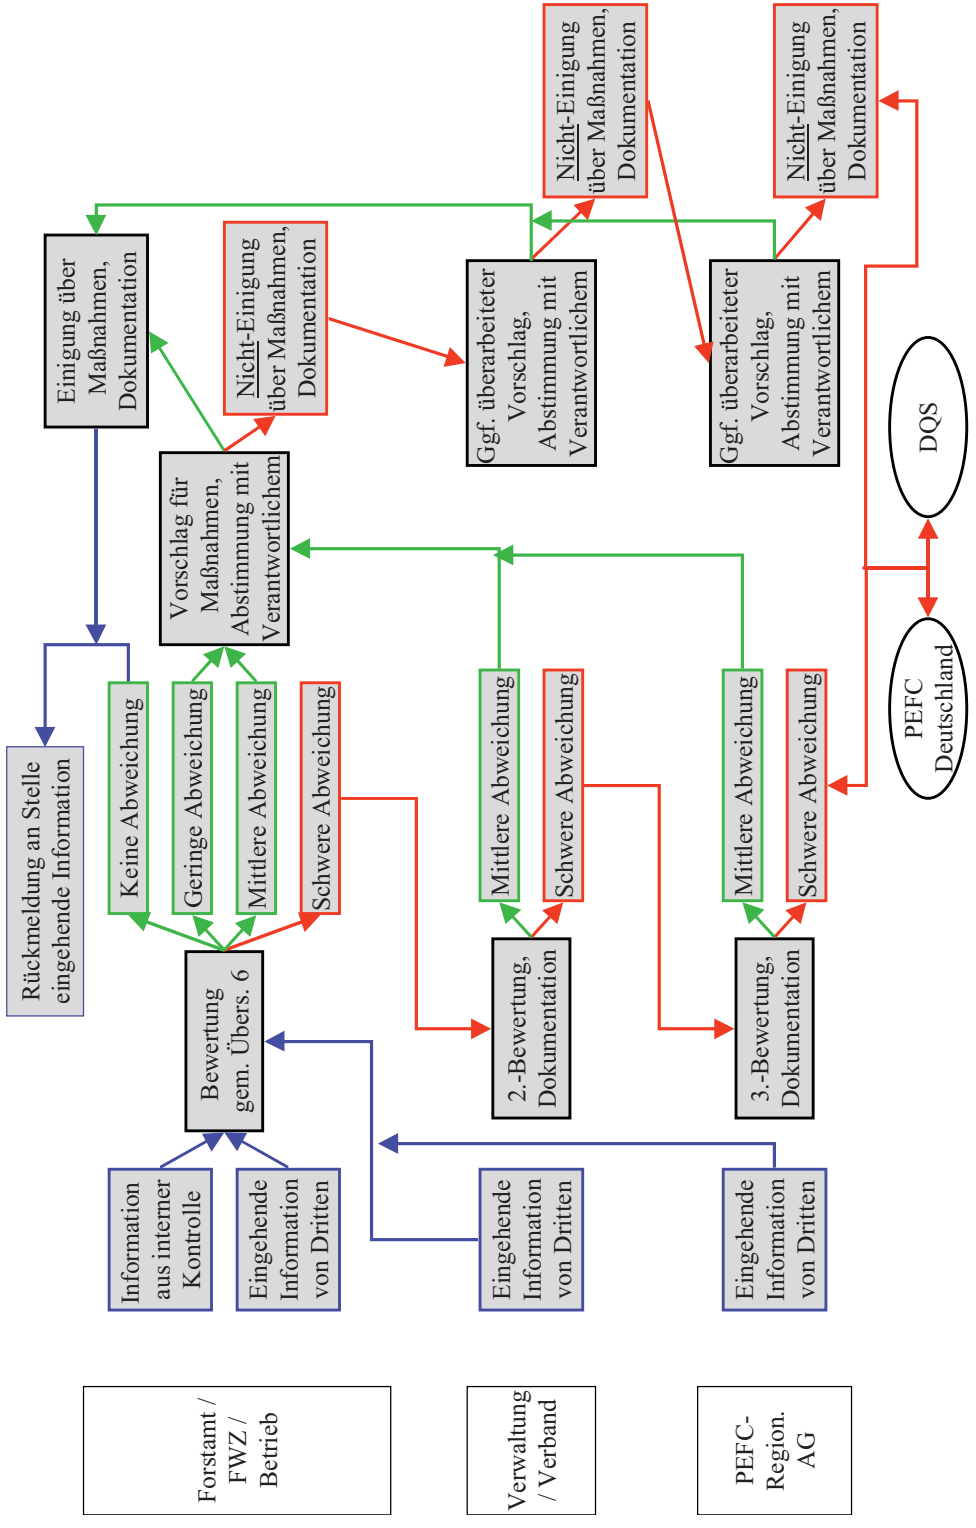 Forstamt /
FWZ /
Betrieb
Information
aus interner
Kontrolle
Eingehende
Information
von Dritten
Bewertung
gem. Übers. 6
Rückmeldung an Stelle
eingehende Information
Keine Abweichung
Geringe Abweichung
Mittlere Abweichung
Schwere Abweichung
Vorschlag für
Maßnahmen,
Abstimmung mit
Verantwortlichem
Einigung über
Maßnahmen,
Dokumentation
Nicht-Einigung
über Maßnahmen,
Dokumentation
Verwaltung
/ Verband
Eingehende
Information
von Dritten
2.-Bewertung,
Dokumentation
Mittlere Abweichung
Schwere Abweichung
Ggf. überarbeiteter
Vorschlag,
Abstimmung mit
Verantwortlichem
Nicht-Einigung
über Maßnahmen,
Dokumentation
PEFC-
Region.
AG
Eingehende
Information
von Dritten
3.-Bewertung,
Dokumentation
Mittlere Abweichung
Schwere Abweichung
Ggf. überarbeiteter
Vorschlag,
Abstimmung mit
Verantwortlichem
Nicht-Einigung
über Maßnahmen,
Dokumentation
PEFC
Deutschland
DQS